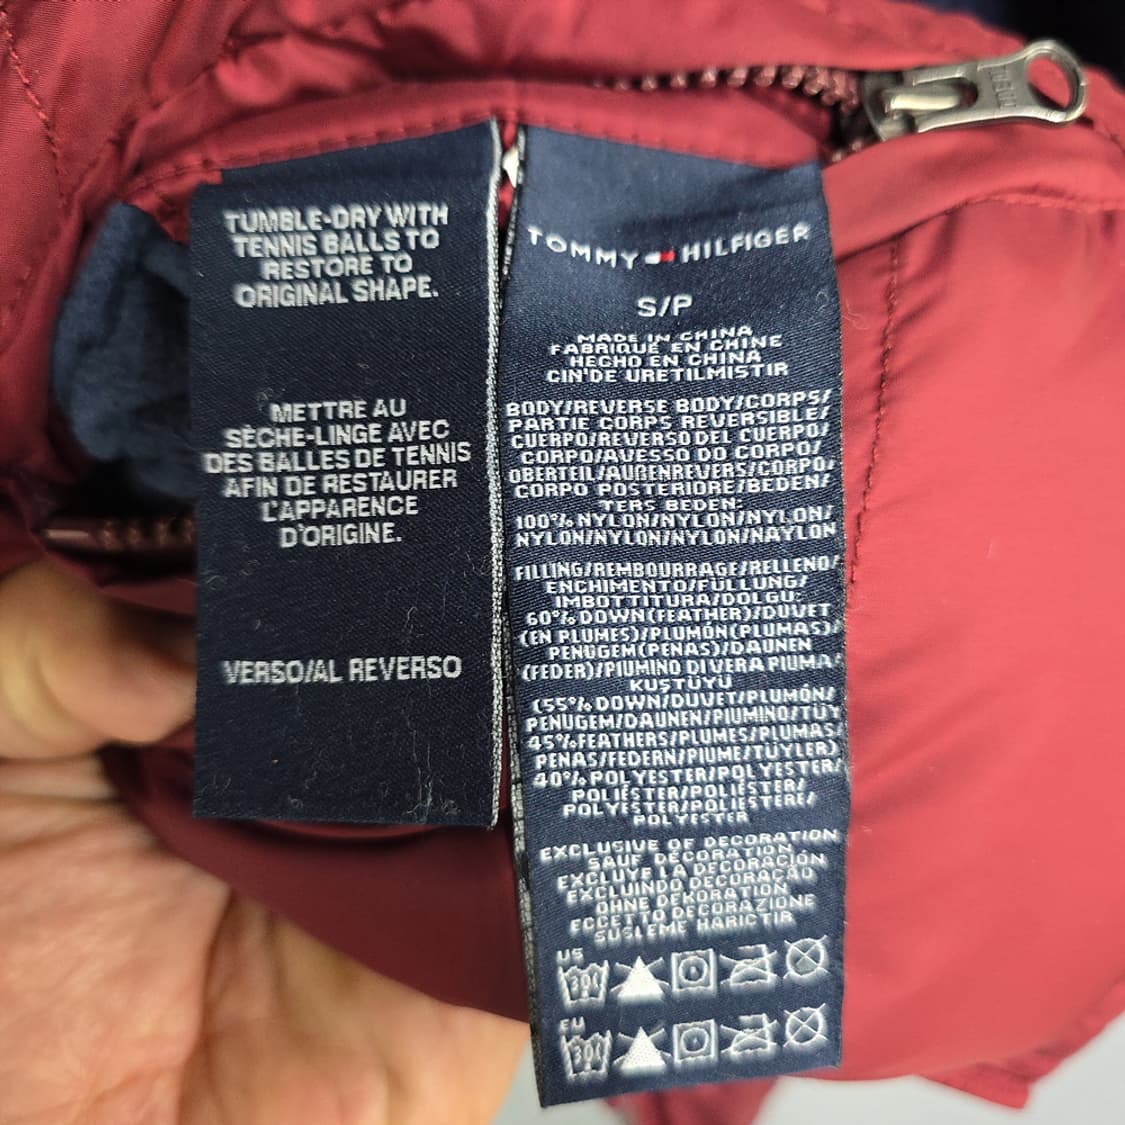 TUMBLE-DRY WITH
TENNIS BALLS TO
RESTORE TO
ORIGINAL SHAPE.
METTRE AU
SÈCHE-LINGE AVEC
DES BALLES DE TENNIS
AFIN DE RESTAURER
L'APPARENCE
D'ORIGINE.
VERSO/AL REVERSO
TOMMY HILFIGER
S/P
MADE IN CHINA
FABRIQUE EN CHINE
HECHO EN CHINA
CIN'DE URETILMISTIR
BODY/REVERSE BODY/CORPS/
PARTIE CORPS REVERSIBLE/
CUERPO/REVERSO DEL CUERPO/
CORPO/AVESSO DO CORPO/
OBERTEIL/AUßENREVERS/CORPO/
CORPO POSTERIORE/BEDEN/
TERS BEDEN:
100% NYLON/NYLON/NYLON/
NYLON/NYLON/NYLON/NAYLON
FILLING/REMBOURRAGE/RELLENO/
ENCHIMENTO/FÜLLUNG/
IMBOTTITURA/DOLGU:
60% DOWN(FEATHER)/DUVET
(EN PLUMES)/PLUMÓN(PLUMAS)/
PENUGEM(PENAS)/DAUNEN
(FEDER)/PIUMINO DI VERA PIUMA/
KUŞTÜYÜ
(55% DOWN/DUVET/PLUMÓN/
PENUGEM/DAUNEN/PIUMINO/TÜY
45%FEATHERS/PLUMES/PLUMAS/
PENAS/FEDERN/PIUME/TÜYLER)
40% POLYESTER/POLYESTER/
POLIÉSTER/POLIÉSTER/
POLYESTER/POLIESTERE/
POLYESTER
EXCLUSIVE OF DECORATION
SAUF DÉCORATION
EXCLUYE LA DECORACIÓN
EXCLUINDO DECORAÇÃO
OHNE DEKORATION
ECCETTO DECORAZIONE
SÜSLEME HARICTIR
US
30
EU
30